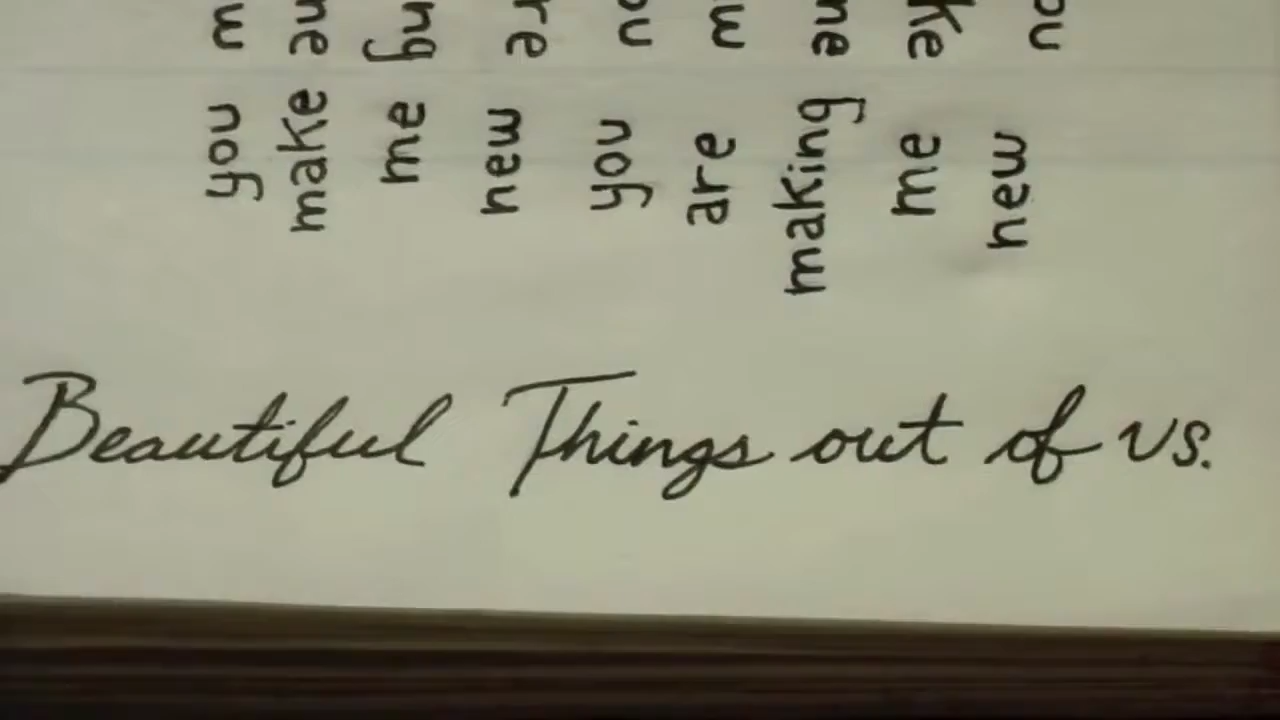 you
make
me
new
you
are
making
me
new
Beautiful Things out of us.